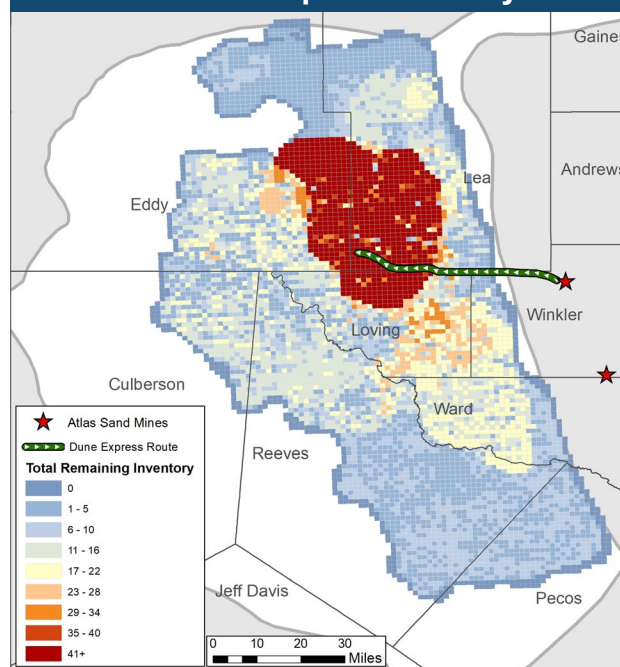 Gaines
Andrews
Lea
Eddy
Winkler
Loving
Culberson
Ward
Reeves
Jeff Davis
Pecos
Atlas Sand Mines
Dune Express Route
Total Remaining Inventory
0
1 - 5
6 - 10
11 - 16
17 - 22
23 - 28
29 - 34
35 - 40
41+
0 10 20 30
Miles